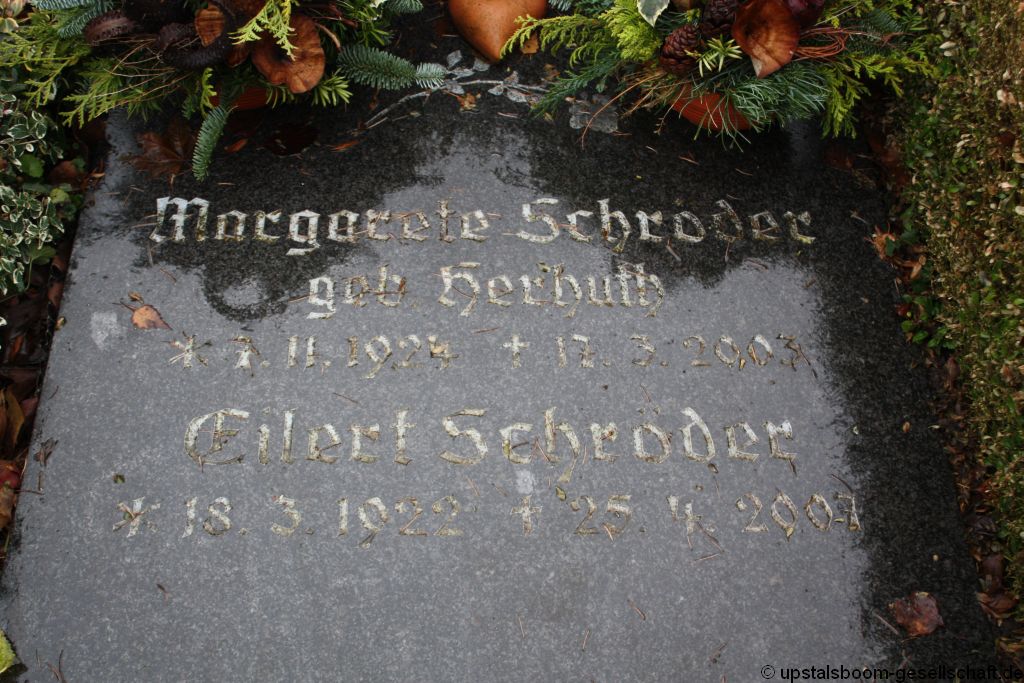 Margarete Schröder
geb. Herbuth
* 7. 11. 1924 † 17. 3. 2003
Eilert Schröder
* 18. 3. 1922 † 25. 4. 2007
© upstalsboom-gesellschaft.de